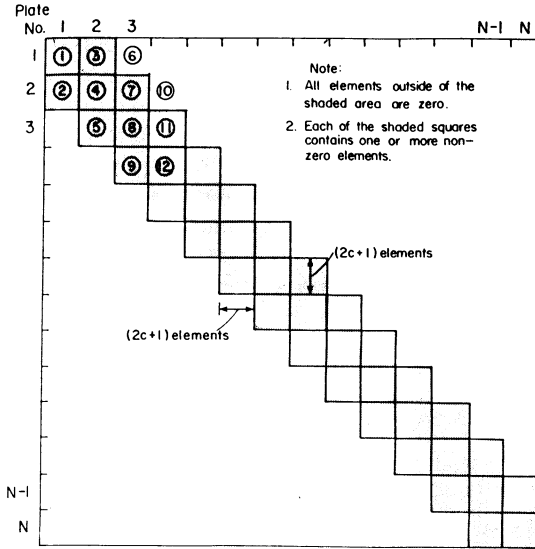 Plate
No. 1 2 3 N-1 N
1 ① ③ ⑥
2 ② ④ ⑦ ⑩
3 ⑤ ⑧ ⑪
⑨ ⑫
Note:
1. All elements outside of the
shaded area are zero.
2. Each of the shaded squares
contains one or more non-
zero elements.
(2c+1) elements
(2c+1) elements
N-1
N